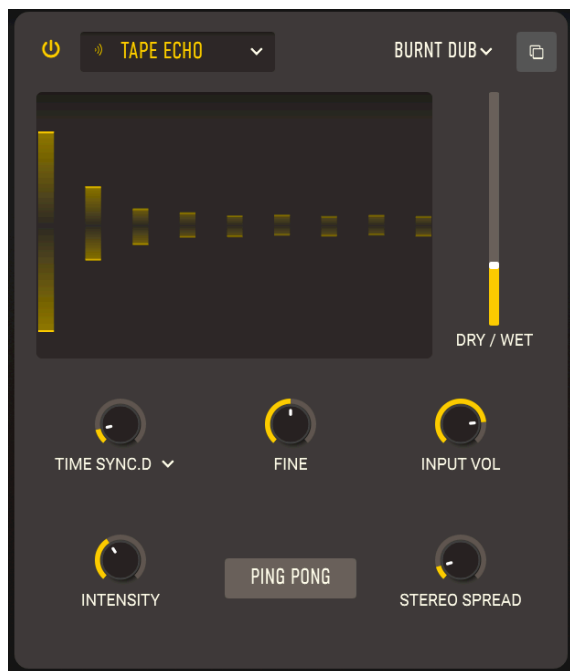 TAPE ECHO
BURNT DUB
DRY / WET
TIME SYNC.D
FINE
INPUT VOL
INTENSITY
PING PONG
STEREO SPREAD